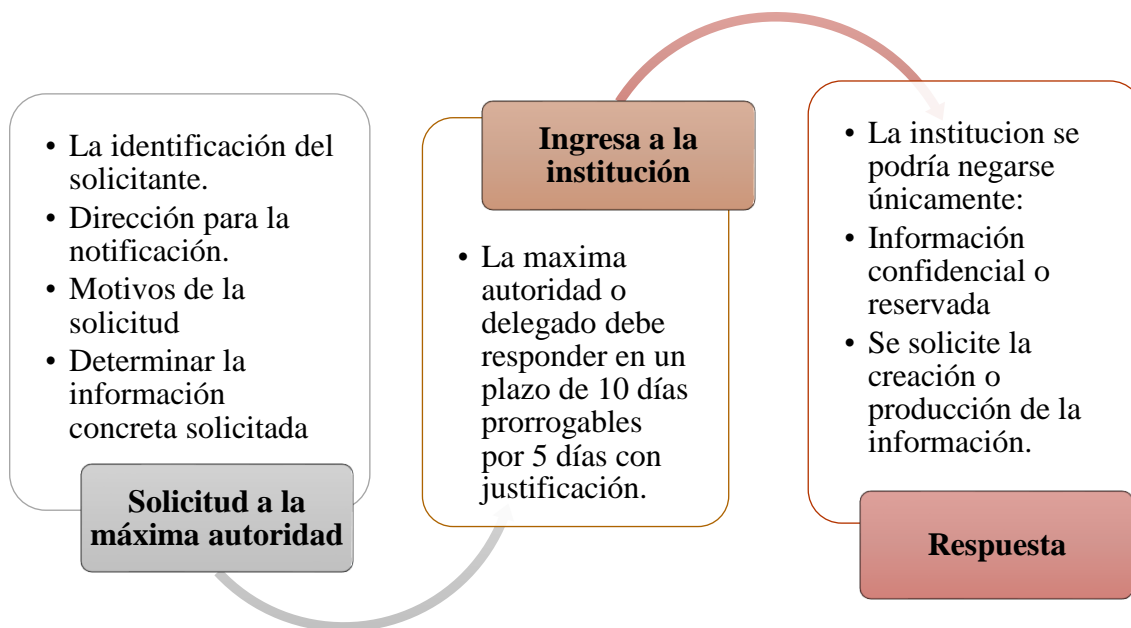 • La identificación del
solicitante.
• Dirección para la
notificación.
• Motivos de la
solicitud
• Determinar la
información
concreta solicitada
Solicitud a la
máxima autoridad
Ingresa a la
institución
• La maxima
autoridad o
delegado debe
responder en un
plazo de 10 días
prorrogables
por 5 días con
justificación.
• La institucion se
podría negarse
únicamente:
• Información
confidencial o
reservada
• Se solicite la
creación o
producción de la
información.
Respuesta